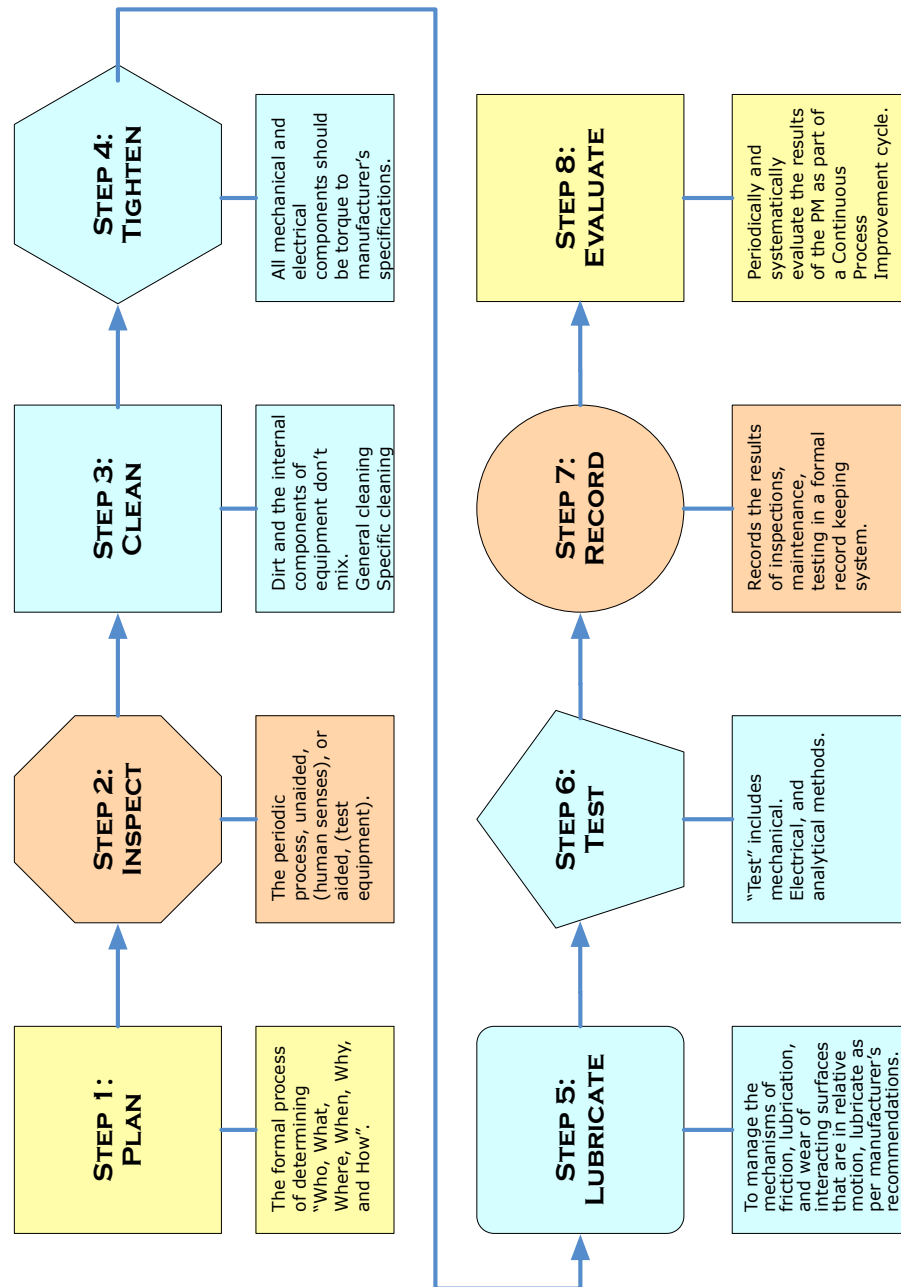 STEP 1:
PLAN
The formal process
of determining
“Who, What,
Where, When, Why,
and How”.
STEP 2:
INSPECT
The periodic
process, unaided,
(human senses), or
aided, (test
equipment).
STEP 3:
CLEAN
Dirt and the internal
components of
equipment don’t
mix.
General cleaning
Specific cleaning
STEP 4:
TIGHTEN
All mechanical and
electrical
components should
be torque to
manufacturer’s
specifications.
STEP 5:
LUBRICATE
To manage the
mechanisms of
friction, lubrication,
and wear of
interacting surfaces
that are in relative
motion, lubricate as
per manufacturer’s
recommendations.
STEP 6:
TEST
“Test” includes
mechanical.
Electrical, and
analytical methods.
STEP 7:
RECORD
Records the results
of inspections,
maintenance,
testing in a formal
record keeping
system.
STEP 8:
EVALUATE
Periodically and
systematically
evaluate the results
of the PM as part of
a Continuous
Process
Improvement cycle.